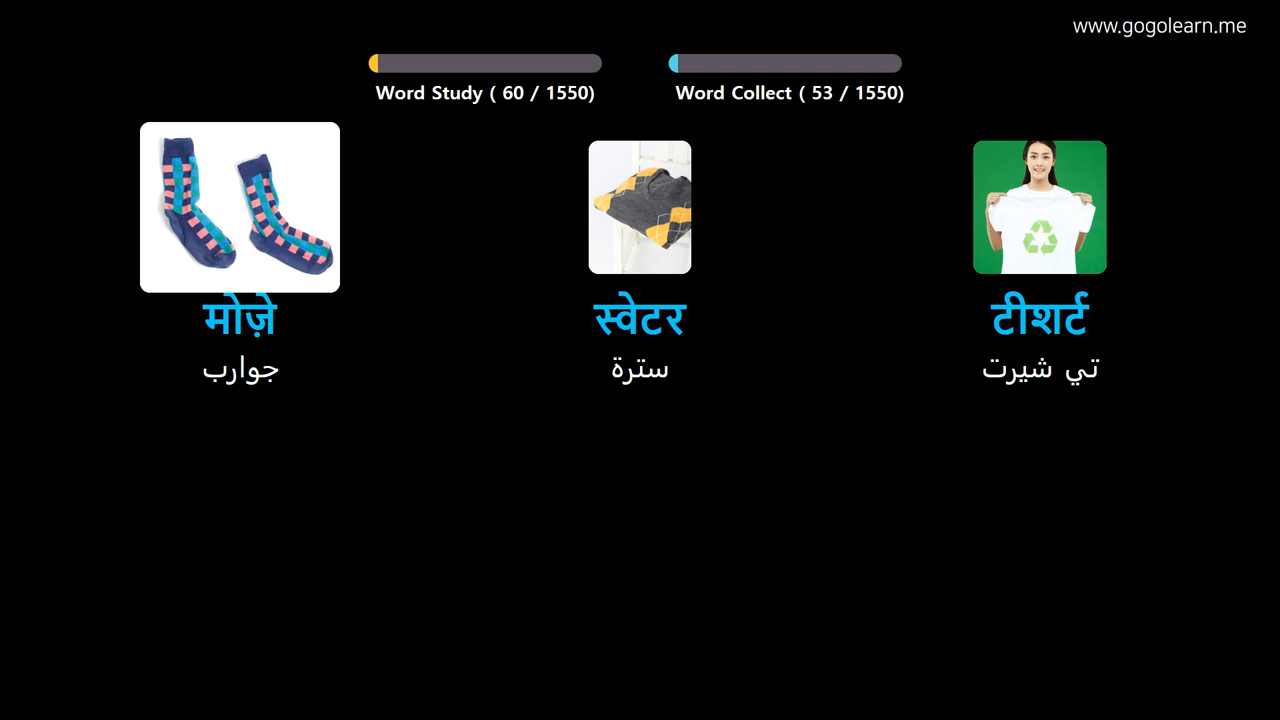 www.gogolearn.me
Word Study ( 60 / 1550)
Word Collect ( 53 / 1550)
मोज़े
स्वेटर
टीशर्ट
جوارب
سترة
تي شيرت